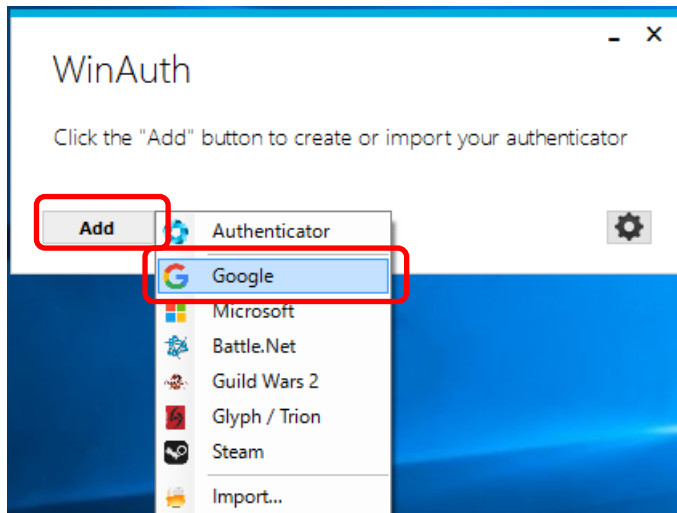 WinAuth
Click the "Add" button to create or import your authenticator
Add
Authenticator
Google
Microsoft
Battle.Net
Guild Wars 2
Glyph / Trion
Steam
Import...